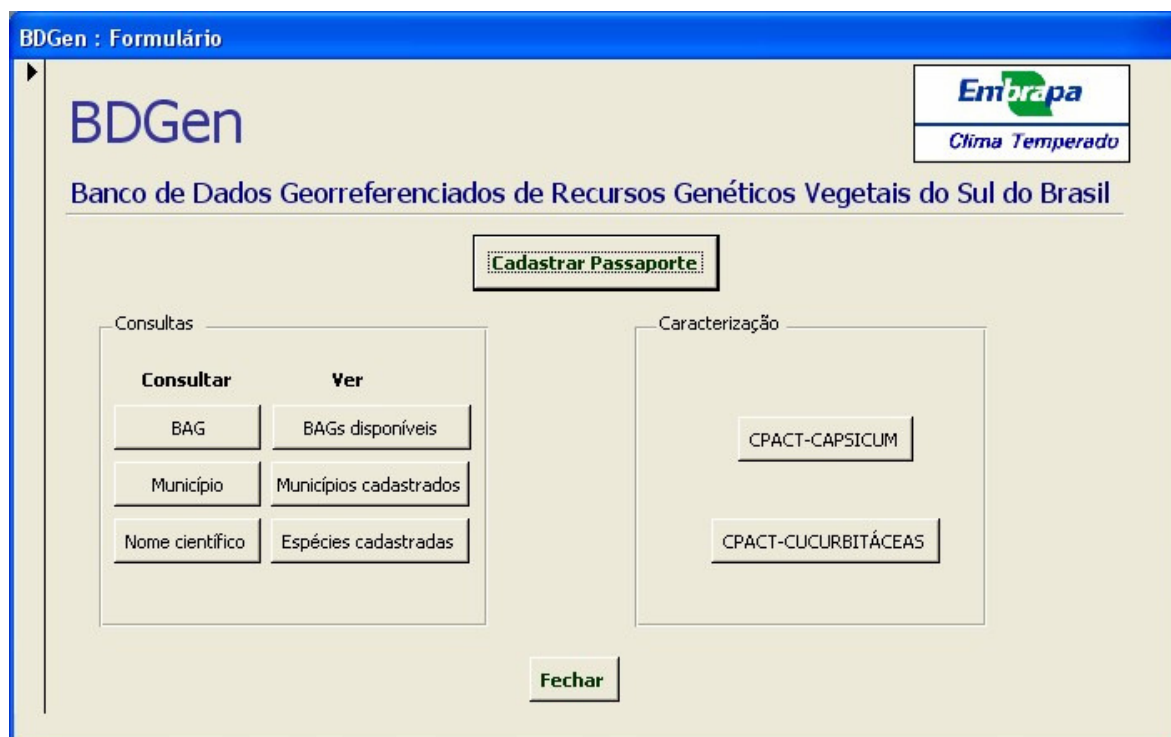 BDGen : Formulário
Embrapa
Clima Temperado
BDGen
Banco de Dados Georreferenciados de Recursos Genéticos Vegetais do Sul do Brasil
Cadastrar Passaporte
Consultas
Consultar Ver
BAG BAGs disponíveis
Município Municípios cadastrados
Nome científico Espécies cadastradas
Caracterização
CPACT-CAPSICUM
CPACT-CUCURBITÁCEAS
Fechar